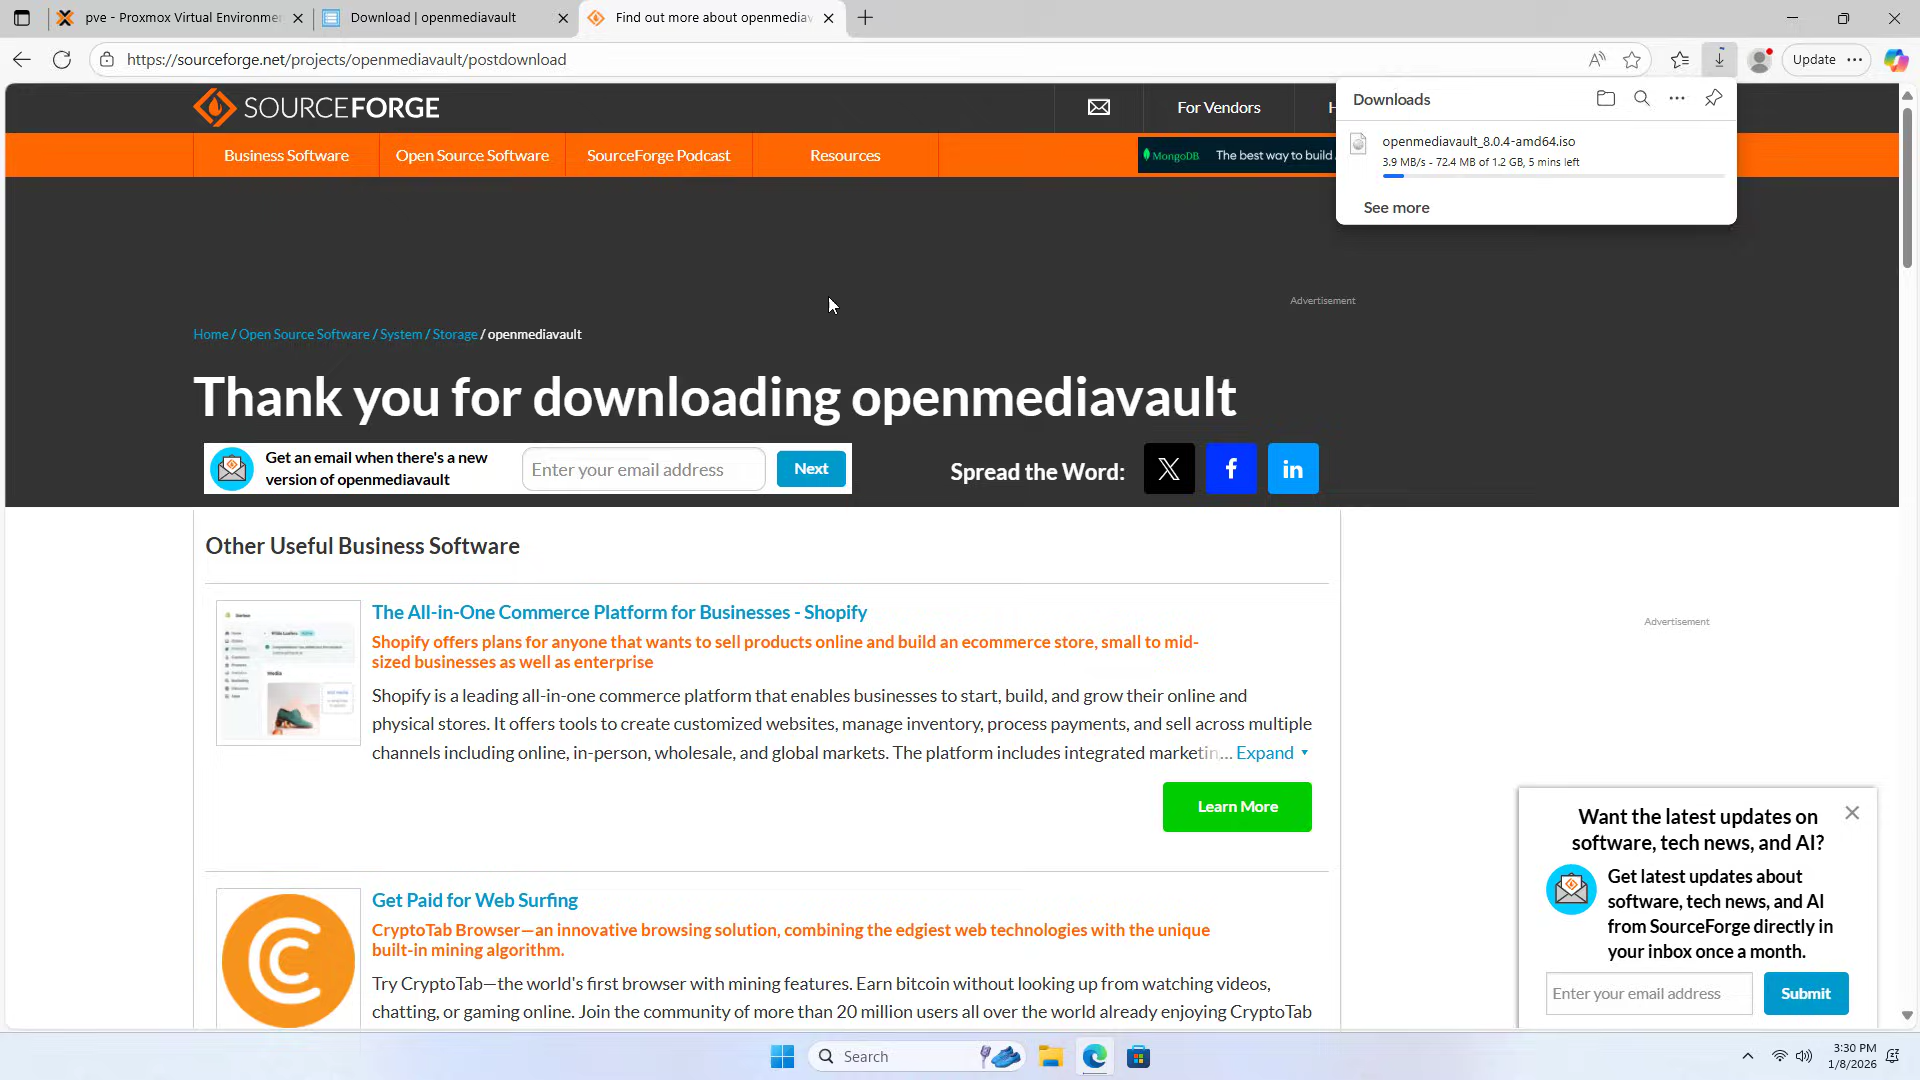 pve - Proxmox Virtual Environme
Download | openmediavault
Find out more about openmediav
https://sourceforge.net/projects/openmediavault/postdownload
Update
SOURCEFORGE
For Vendors
H
Business Software
Open Source Software
SourceForge Podcast
Resources
MongoDB
The best way to build
Downloads
openmediavault_8.0.4-amd64.iso
3.9 MB/s - 72.4 MB of 1.2 GB, 5 mins left
See more
Advertisement
Home / Open Source Software / System / Storage / openmediavault
Thank you for downloading openmediavault
Get an email when there's a new
version of openmediavault
Enter your email address
Next
Spread the Word:
Other Useful Business Software
The All-in-One Commerce Platform for Businesses - Shopify
Shopify offers plans for anyone that wants to sell products online and build an ecommerce store, small to mid-
sized businesses as well as enterprise
Shopify is a leading all-in-one commerce platform that enables businesses to start, build, and grow their online and
physical stores. It offers tools to create customized websites, manage inventory, process payments, and sell across multiple
channels including online, in-person, wholesale, and global markets. The platform includes integrated marketin... Expand
Learn More
Advertisement
Get Paid for Web Surfing
CryptoTab Browser—an innovative browsing solution, combining the edgiest web technologies with the unique
built-in mining algorithm.
Try CryptoTab—the world's first browser with mining features. Earn bitcoin without looking up from watching videos,
chatting, or gaming online. Join the community of more than 20 million users all over the world already enjoying CryptoTab
Want the latest updates on
software, tech news, and AI?
Get latest updates about
software, tech news, and AI
from SourceForge directly in
your inbox once a month.
Enter your email address
Submit
Search
3:30 PM
1/8/2026